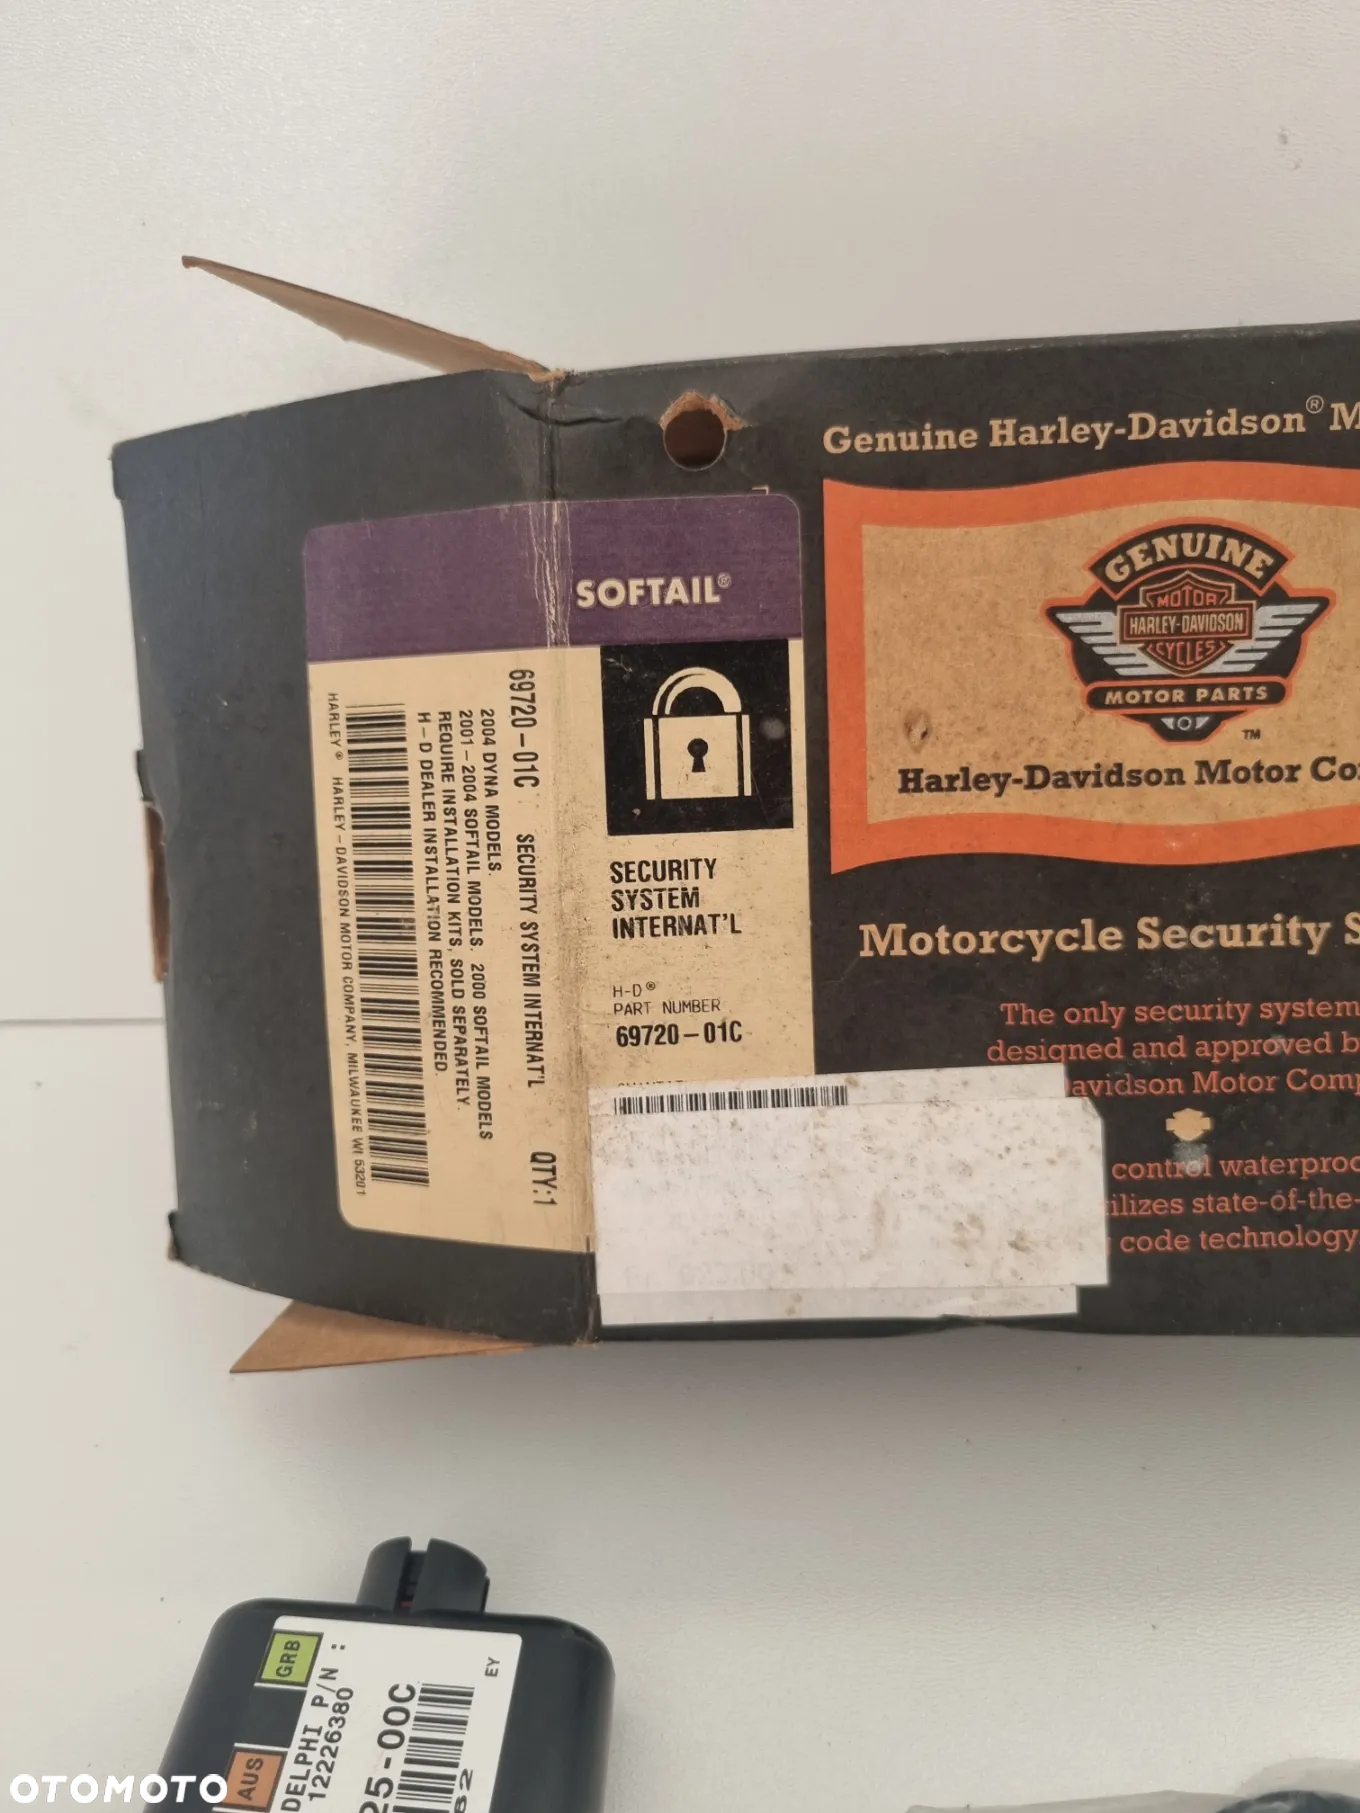 Genuine Harley-Davidson® M
SOFTAIL®
GENUINE
MOTOR
HARLEY-DAVIDSON
CYCLES
MOTOR PARTS
TM
Harley-Davidson Motor Co
SECURITY
SYSTEM
INTERNAT'L
H-D®
PART NUMBER
69720-01C
69720-01C SECURITY SYSTEM INTERNAT'L QTY:1
2004 DYNA MODELS.
2001-2004 SOFTAIL MODELS. 2000 SOFTAIL MODELS
REQUIRE INSTALLATION KITS, SOLD SEPARATELY.
H-D DEALER INSTALLATION RECOMMENDED.
HARLEY® HARLEY-DAVIDSON MOTOR COMPANY, MILWAUKEE WI 53201
Motorcycle Security S
The only security system
designed and approved b
avidson Motor Comp
control waterproo
ilizes state-of-the-
code technology
GRB
AUS
DELPHI P/N :
12226380
25-00C
82
EY
OTOMOTO